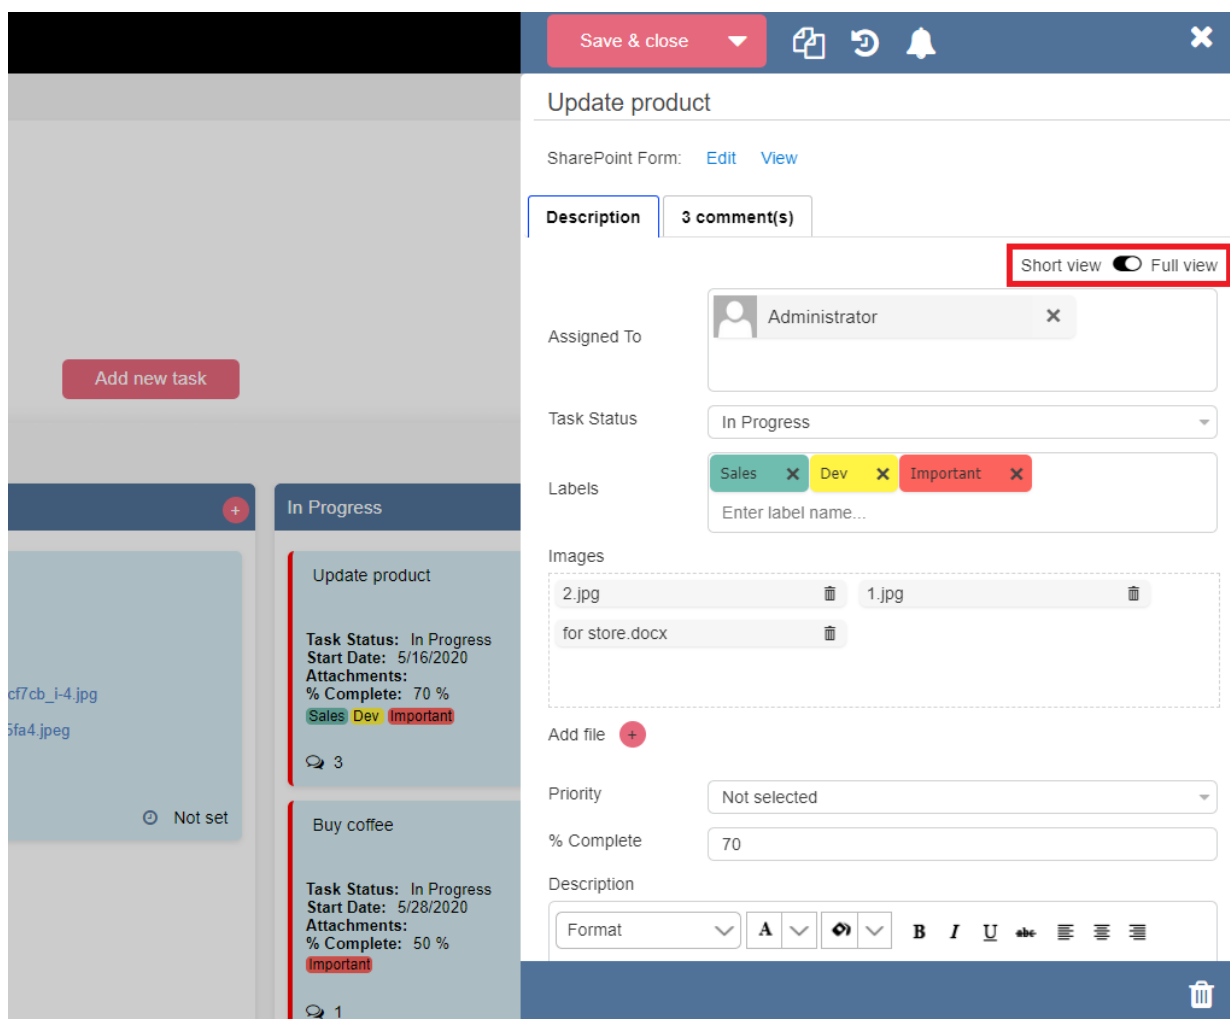 Save & close
Update product
SharePoint Form: Edit View
Description 3 comment(s)
Short view Full view
Assigned To Administrator
Task Status In Progress
Labels Sales Dev Important
Enter label name...
Images
2.jpg 1.jpg
for store.docx
Add file +
Priority Not selected
% Complete 70
Description
Format A B I U abc
Add new task
+
cf7cb_i-4.jpg
5fa4.jpeg
Not set
In Progress
Update product
Task Status: In Progress
Start Date: 5/16/2020
Attachments:
% Complete: 70 %
Sales Dev Important
3
Buy coffee
Task Status: In Progress
Start Date: 5/28/2020
Attachments:
% Complete: 50 %
Important
1